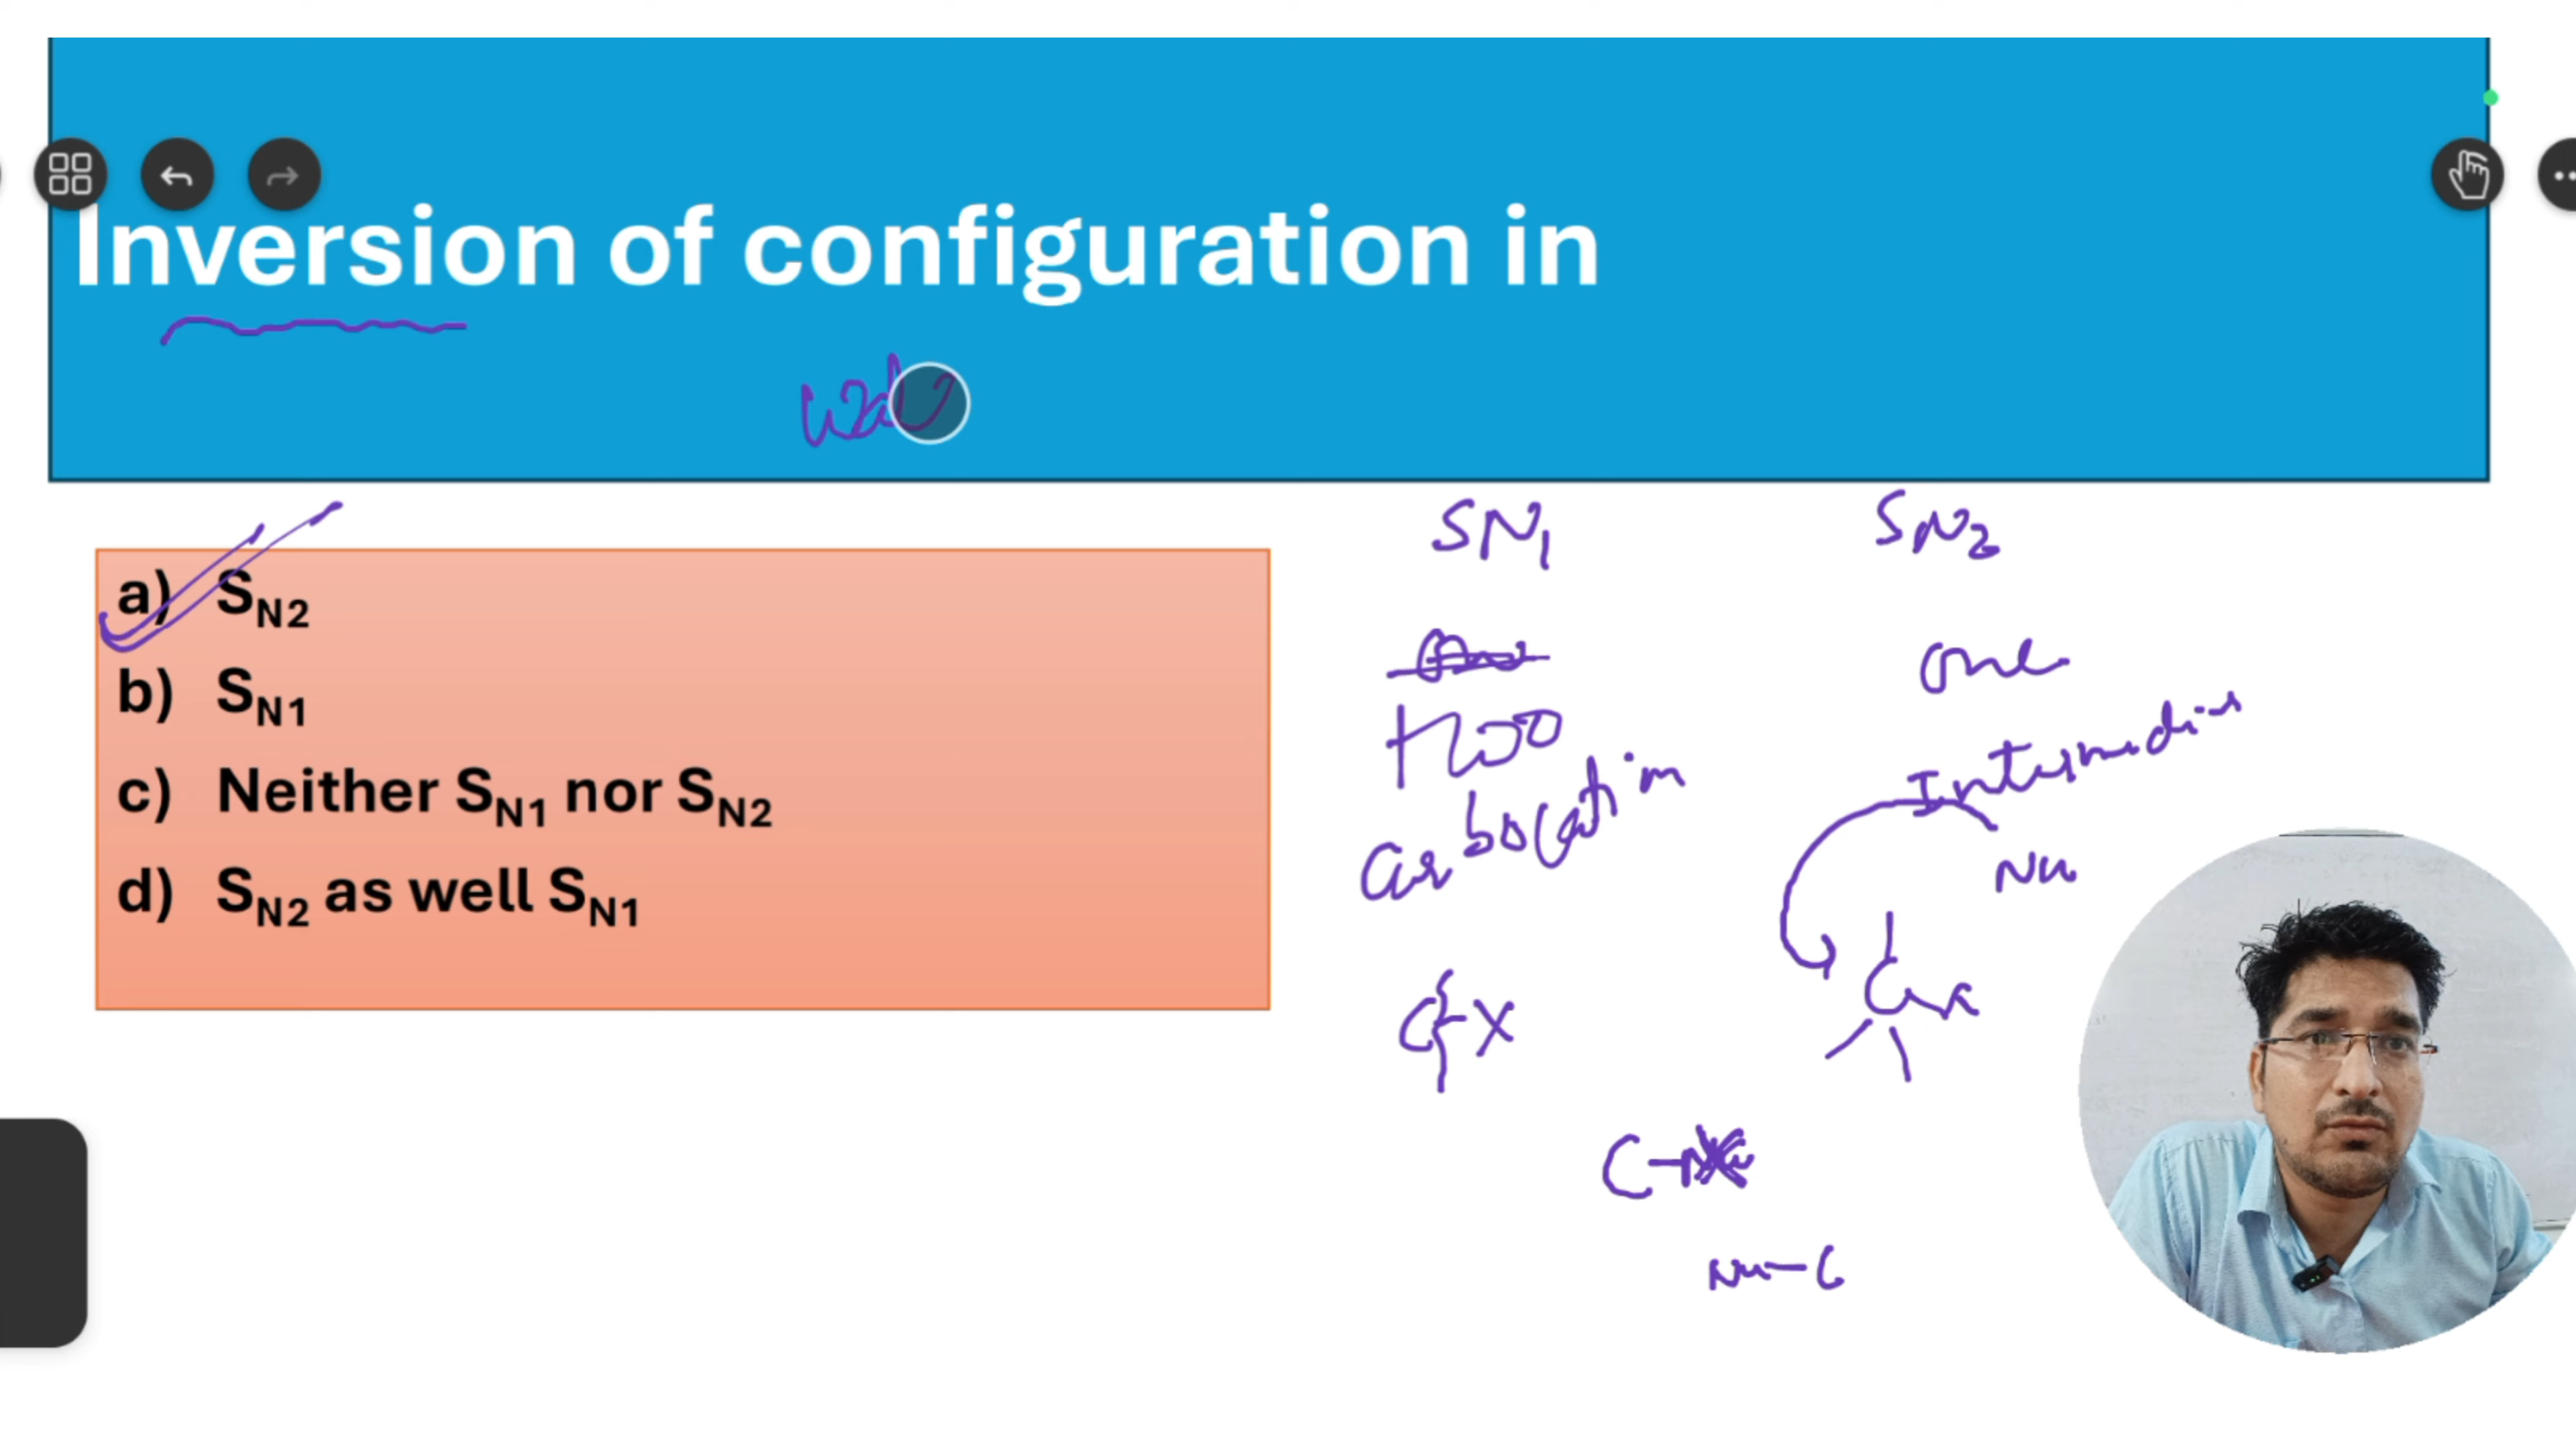 Inversion of configuration in
a) SN2
b) SN1
c) Neither SN1 nor SN2
d) SN2 as well SN1
SN1
SN2
one
two
carbocation
Nu
C-X
C-
Nu-C